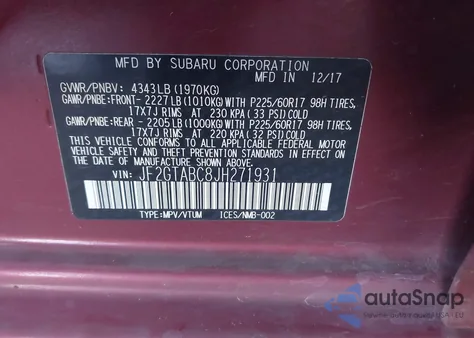 MFD BY SUBARU CORPORATION
MFD IN 12/17
GVWR/PNBV: 4343LB (1970KG)
GAWR/PNBE:FRONT- 2227LB(1010KG)WITH P225/60R17 98H TIRES,
17X7J RIMS AT 230 KPA (33 PSI)COLD
GAWR/PNBE:REAR- 2205LB(1000KG)WITH P225/60R17 98H TIRES,
17X7J RIMS AT 220 KPA (32 PSI)COLD
THIS VEHICLE CONFORMS TO ALL APPLICABLE FEDERAL MOTOR
VEHICLE SAFETY AND THEFT PREVENTION STANDARDS IN EFFECT
ON THE DATE OF MANUFACTURE SHOWN ABOVE.
VIN: JF2GTABC8JH271931
TYPE:MPV/VTUM ICES/NMB-002
autoSnap